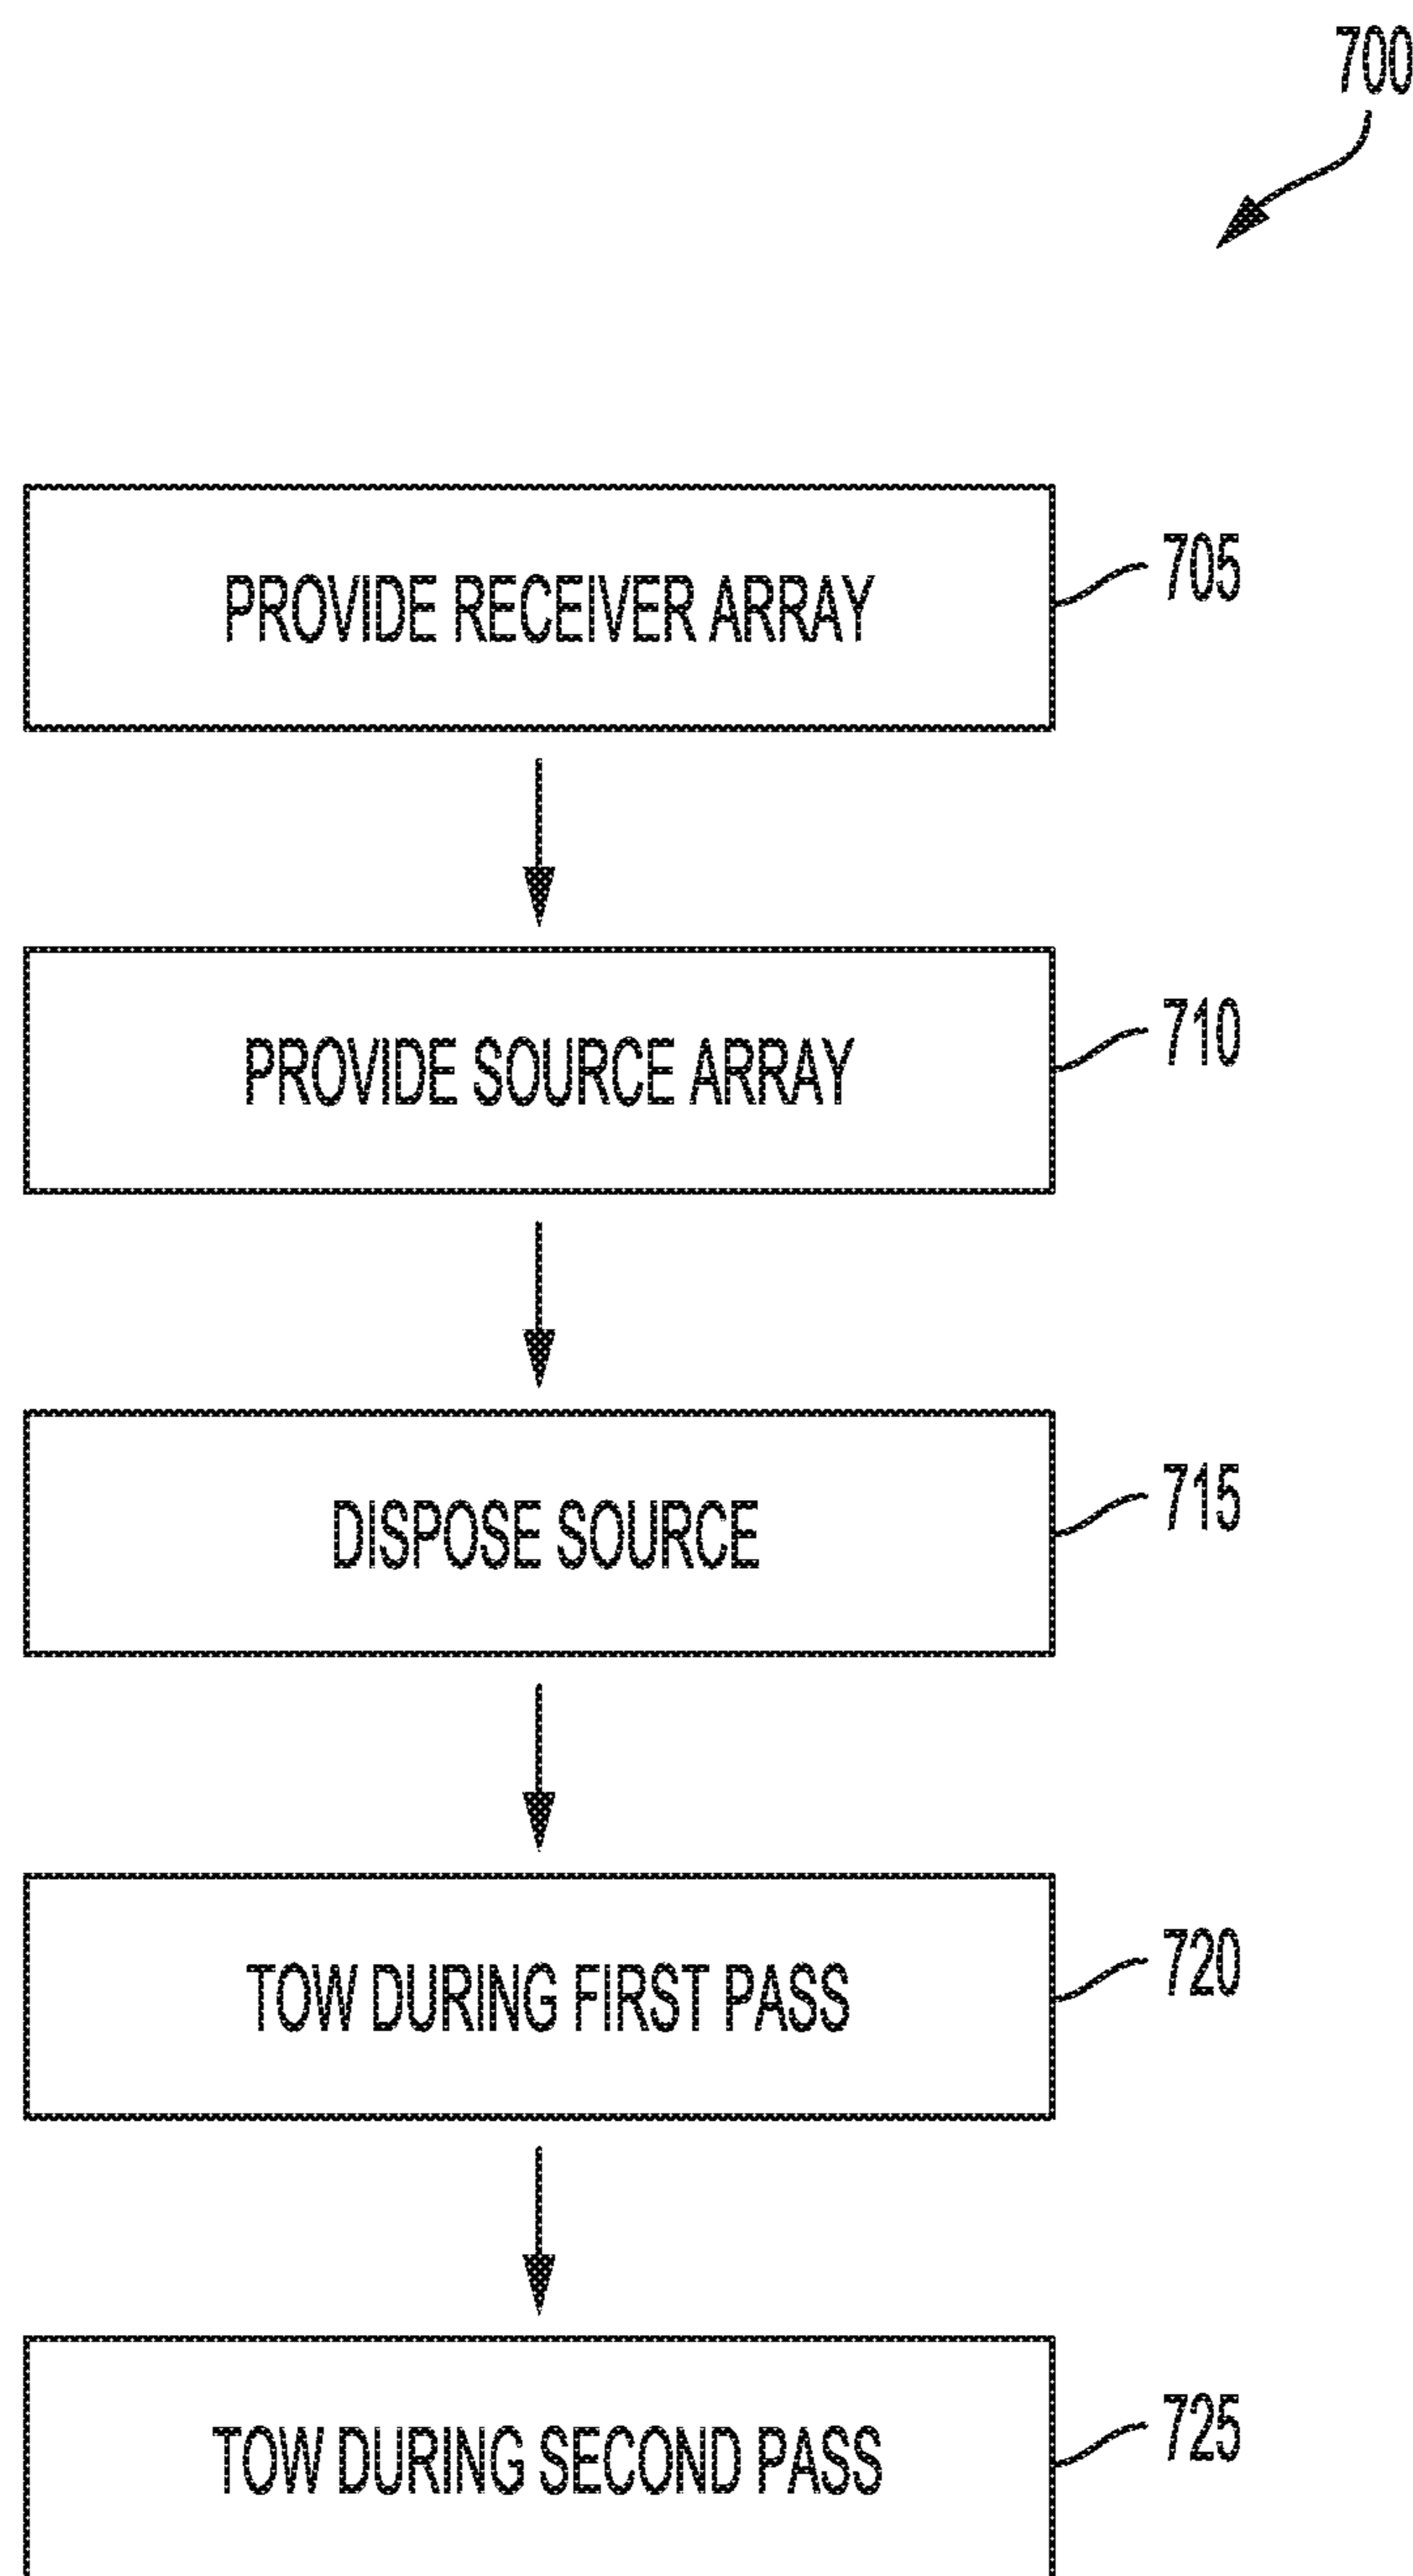 700
PROVIDE RECEIVER ARRAY
705
PROVIDE SOURCE ARRAY
710
DISPOSE SOURCE
715
TOW DURING FIRST PASS
720
TOW DURING SECOND PASS
725